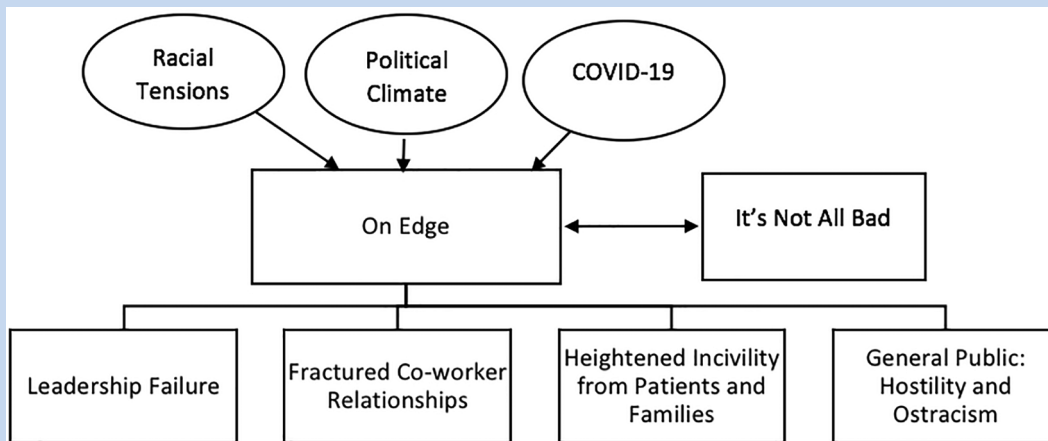 Racial
Tensions
Political
Climate
COVID-19
On Edge
It's Not All Bad
Leadership Failure
Fractured Co-worker
Relationships
Heightened Incivility
from Patients and
Families
General Public:
Hostility and
Ostracism